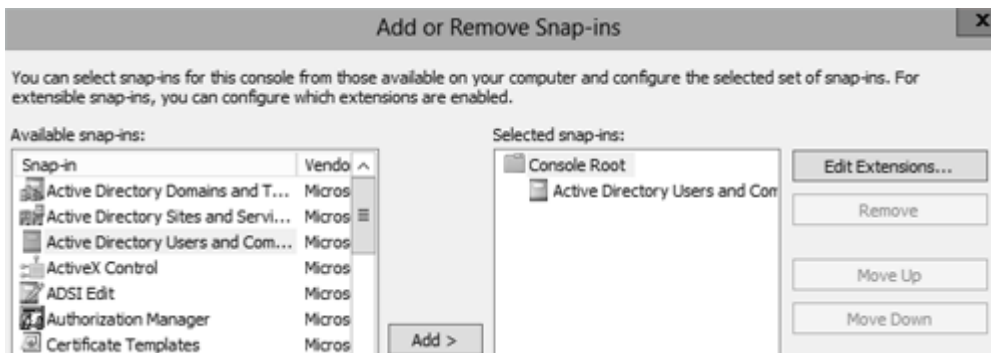 Add or Remove Snap-ins
x
You can select snap-ins for this console from those available on your computer and configure the selected set of snap-ins. For
extensible snap-ins, you can configure which extensions are enabled.
Available snap-ins:
Snap-in Vendo
Active Directory Domains and T... Micros
Active Directory Sites and Servi... Micros
Active Directory Users and Com... Micros
ActiveX Control Micros
ADSI Edit Micros
Authorization Manager Micros
Certificate Templates Micros
Add >
Selected snap-ins:
Console Root
Active Directory Users and Com
Edit Extensions...
Remove
Move Up
Move Down